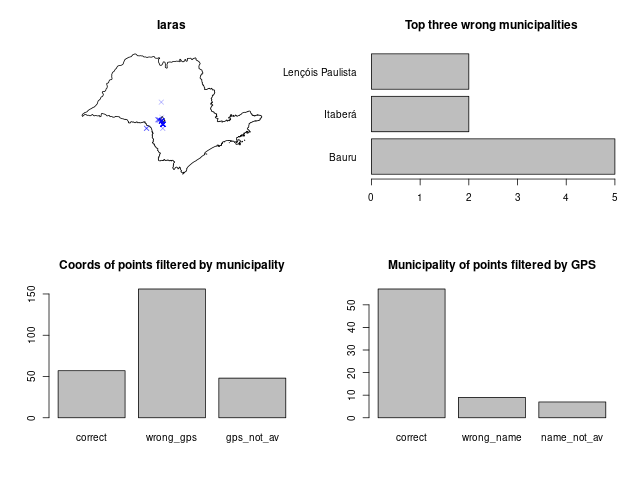 Iaras
Top three wrong municipalities
Lençóis Paulista
Itaberá
Bauru
0 1 2 3 4 5
Coords of points filtered by municipality
150
100
50
0
correct wrong_gps gps_not_av
Municipality of points filtered by GPS
50
40
30
20
10
0
correct wrong_name name_not_av